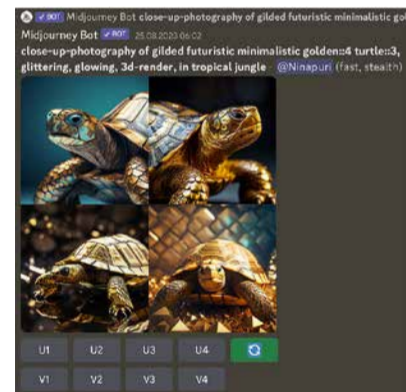 ✓ BOT Midjourney Bot close-up-photography of gilded futuristic minimalistic gol
Midjourney Bot ✓ BOT 25.08.2023 06:02
close-up-photography of gilded futuristic minimalistic golden::4 turtle::3,
glittering, glowing, 3d-render, in tropical jungle - @Ninapuri (fast, stealth)
U1 U2 U3 U4
V1 V2 V3 V4